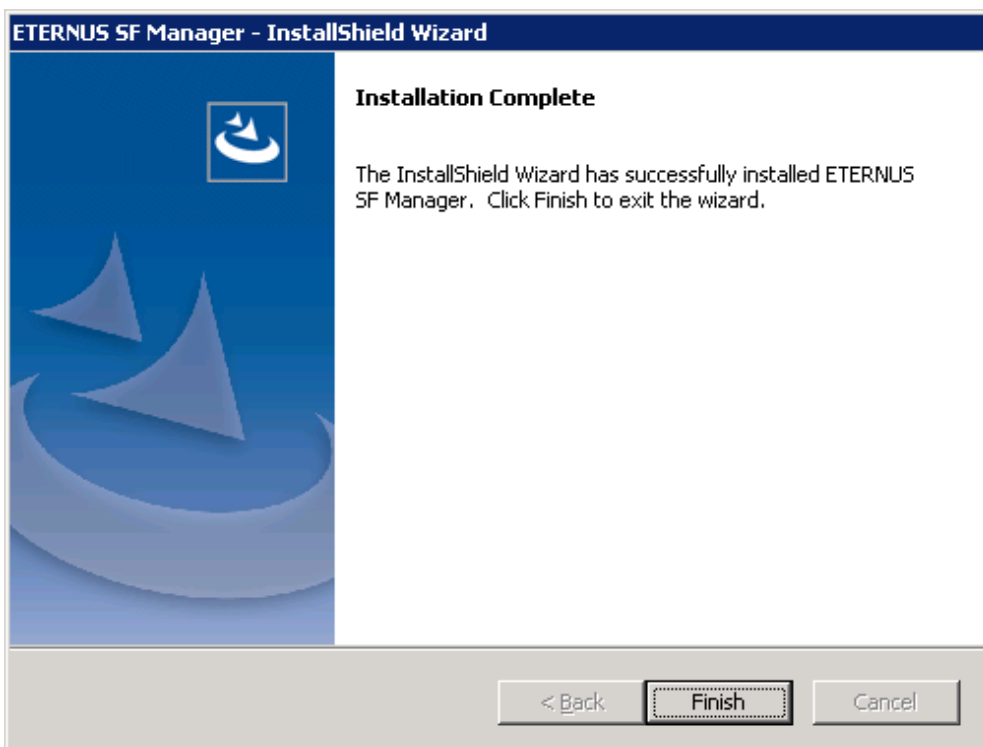 ETERNUS SF Manager - InstallShield Wizard
Installation Complete
The InstallShield Wizard has successfully installed ETERNUS
SF Manager.  Click Finish to exit the wizard.
< Back
Finish
Cancel